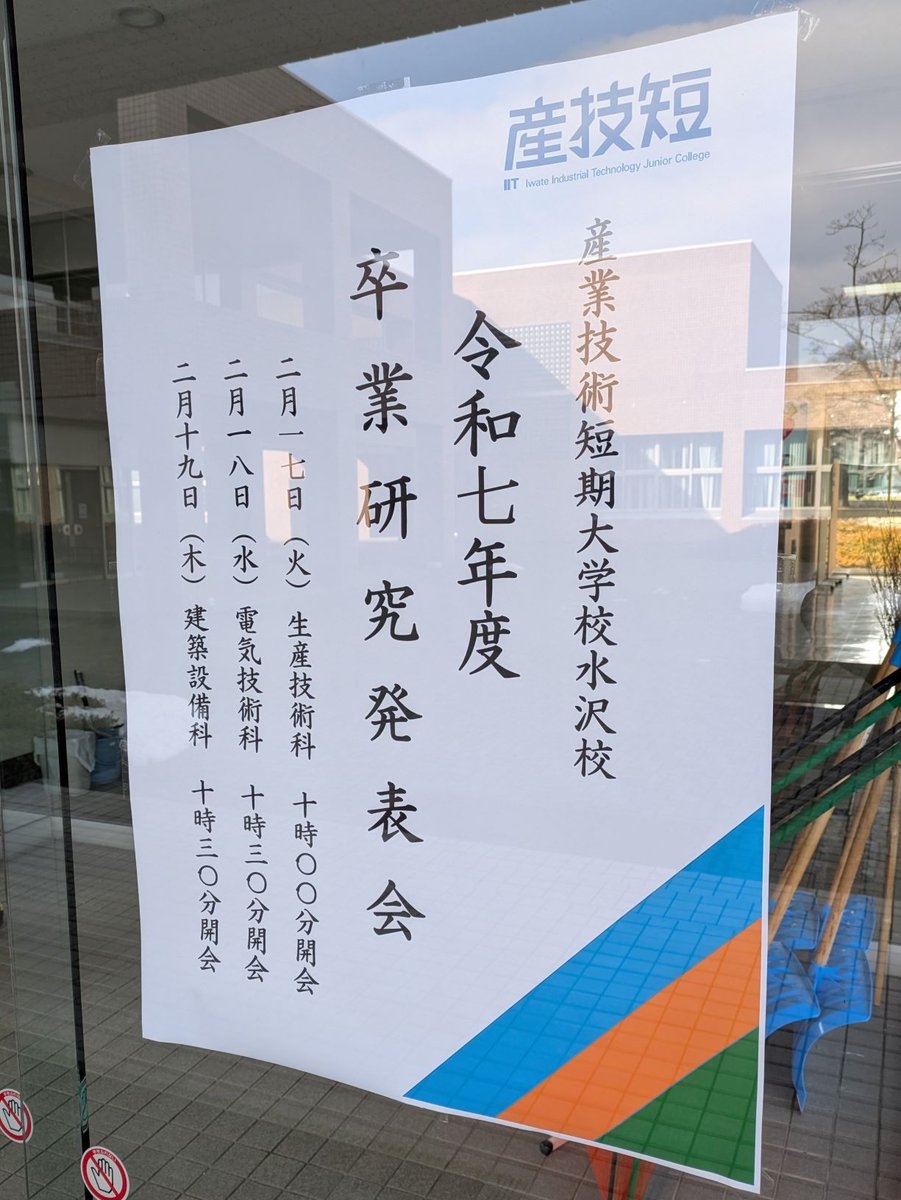 産技短
IIT Iwate Industrial Technology Junior College
産業技術短期大学校水沢校
令和七年度
卒業研究発表会
二月一七日（火）生産技術科 十時〇〇分開会
二月一八日（水）電気技術科 十時三〇分開会
二月十九日（木）建築設備科 十時三〇分開会